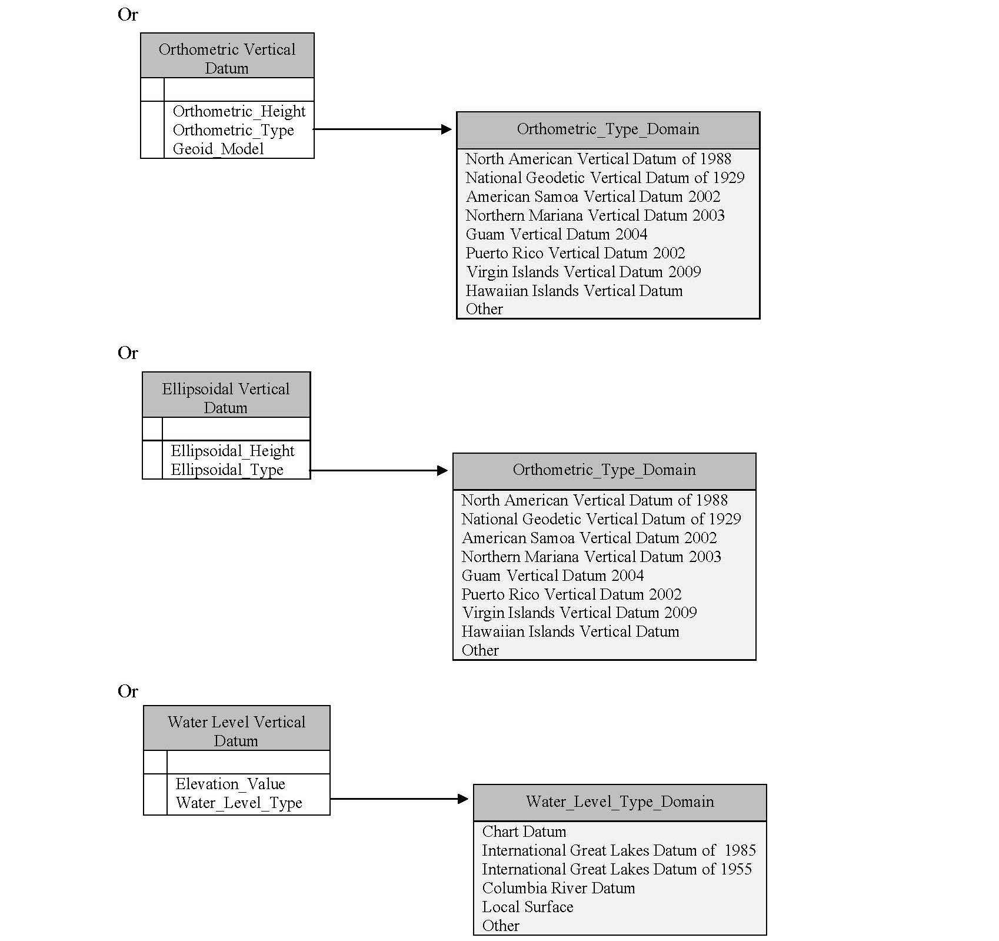 Or
Orthometric Vertical
Datum
Orthometric_Height
Orthometric_Type
Geoid_Model
Orthometric_Type_Domain
North American Vertical Datum of 1988
National Geodetic Vertical Datum of 1929
American Samoa Vertical Datum 2002
Northern Mariana Vertical Datum 2003
Guam Vertical Datum 2004
Puerto Rico Vertical Datum 2002
Virgin Islands Vertical Datum 2009
Hawaiian Islands Vertical Datum
Other
Or
Ellipsoidal Vertical
Datum
Ellipsoidal_Height
Ellipsoidal_Type
Orthometric_Type_Domain
North American Vertical Datum of 1988
National Geodetic Vertical Datum of 1929
American Samoa Vertical Datum 2002
Northern Mariana Vertical Datum 2003
Guam Vertical Datum 2004
Puerto Rico Vertical Datum 2002
Virgin Islands Vertical Datum 2009
Hawaiian Islands Vertical Datum
Other
Or
Water Level Vertical
Datum
Elevation_Value
Water_Level_Type
Water_Level_Type_Domain
Chart Datum
International Great Lakes Datum of  1985
International Great Lakes Datum of 1955
Columbia River Datum
Local Surface
Other